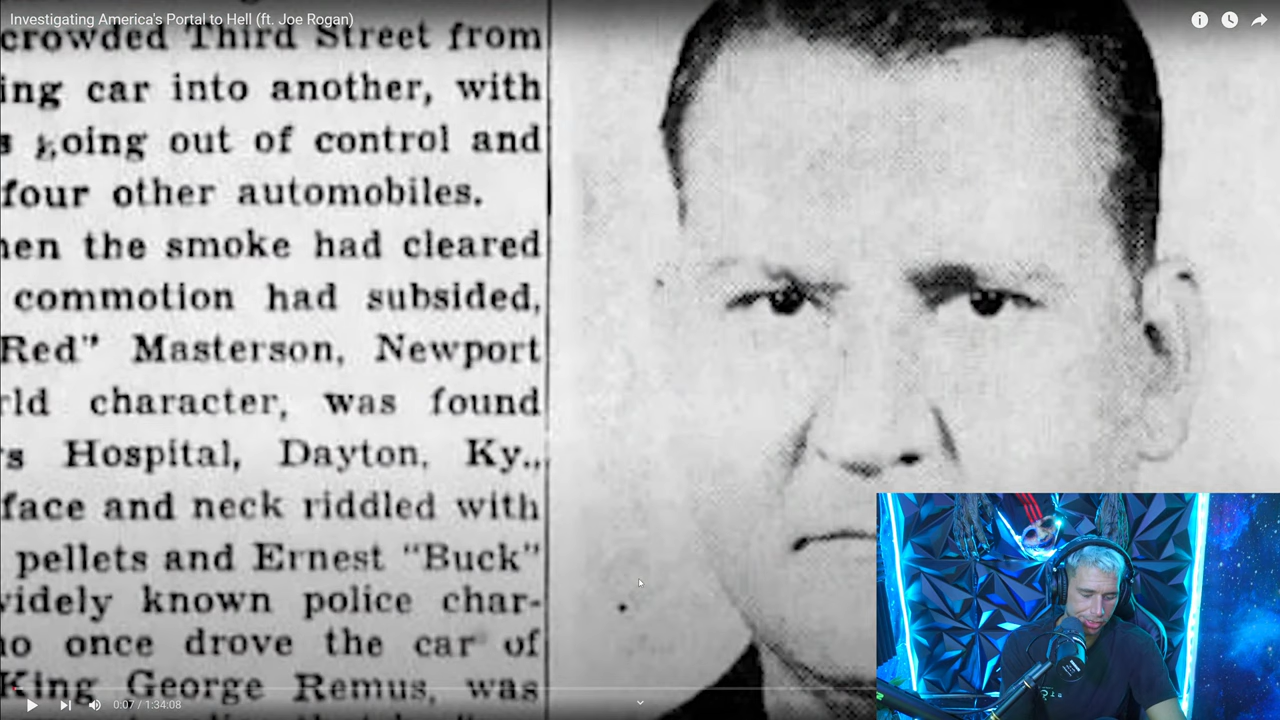 Investigating America's Portal to Hell (ft. Joe Rogan)
crowded Third Street from
ing car into another, with
s going out of control and
four other automobiles.
hen the smoke had cleared
commotion had subsided,
Red" Masterson, Newport
rld character, was found
s Hospital, Dayton, Ky.,
face and neck riddled with
pellets and Ernest "Buck"
widely known police char-
ho once drove the car of
King George Remus, was
0:07 / 1:34:08